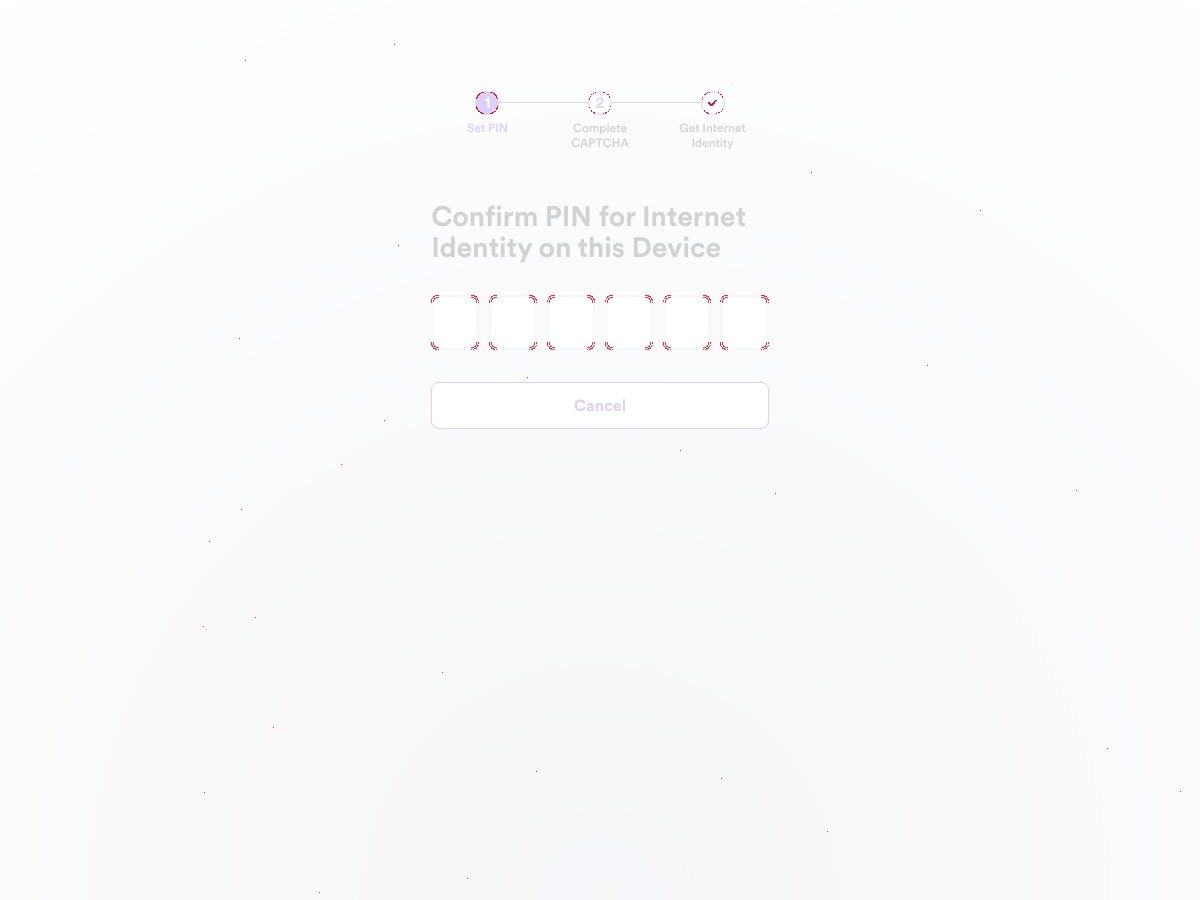 1
2
Set PIN
Complete
CAPTCHA
Get Internet
Identity
Confirm PIN for Internet
Identity on this Device
Cancel